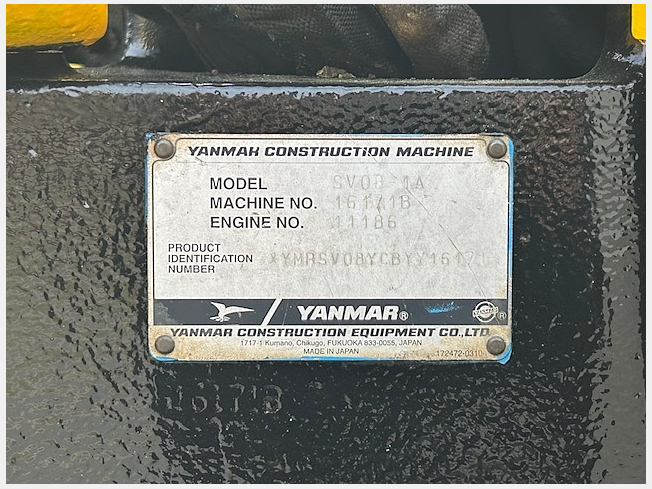 YANMAR CONSTRUCTION MACHINE
MODEL SV08-1A
MACHINE NO. 16171B
ENGINE NO. 11186
PRODUCT
IDENTIFICATION
NUMBER
YANMAR®
YANMAR CONSTRUCTION EQUIPMENT CO.,LTD.
1717-1 Kumano, Chikugo, FUKUOKA 833-0055, JAPAN
MADE IN JAPAN 172472-0310
16171B